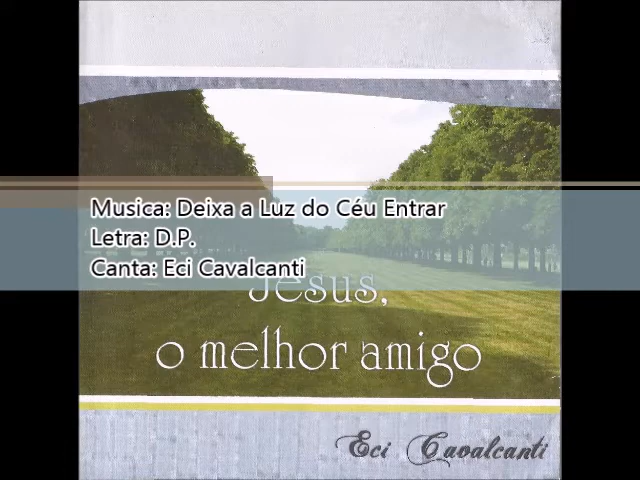 Musica: Deixa a Luz do Céu Entrar
Letra: D.P.
Canta: Eci Cavalcanti
Jesus,
o melhor amigo
Eci Cavalcanti